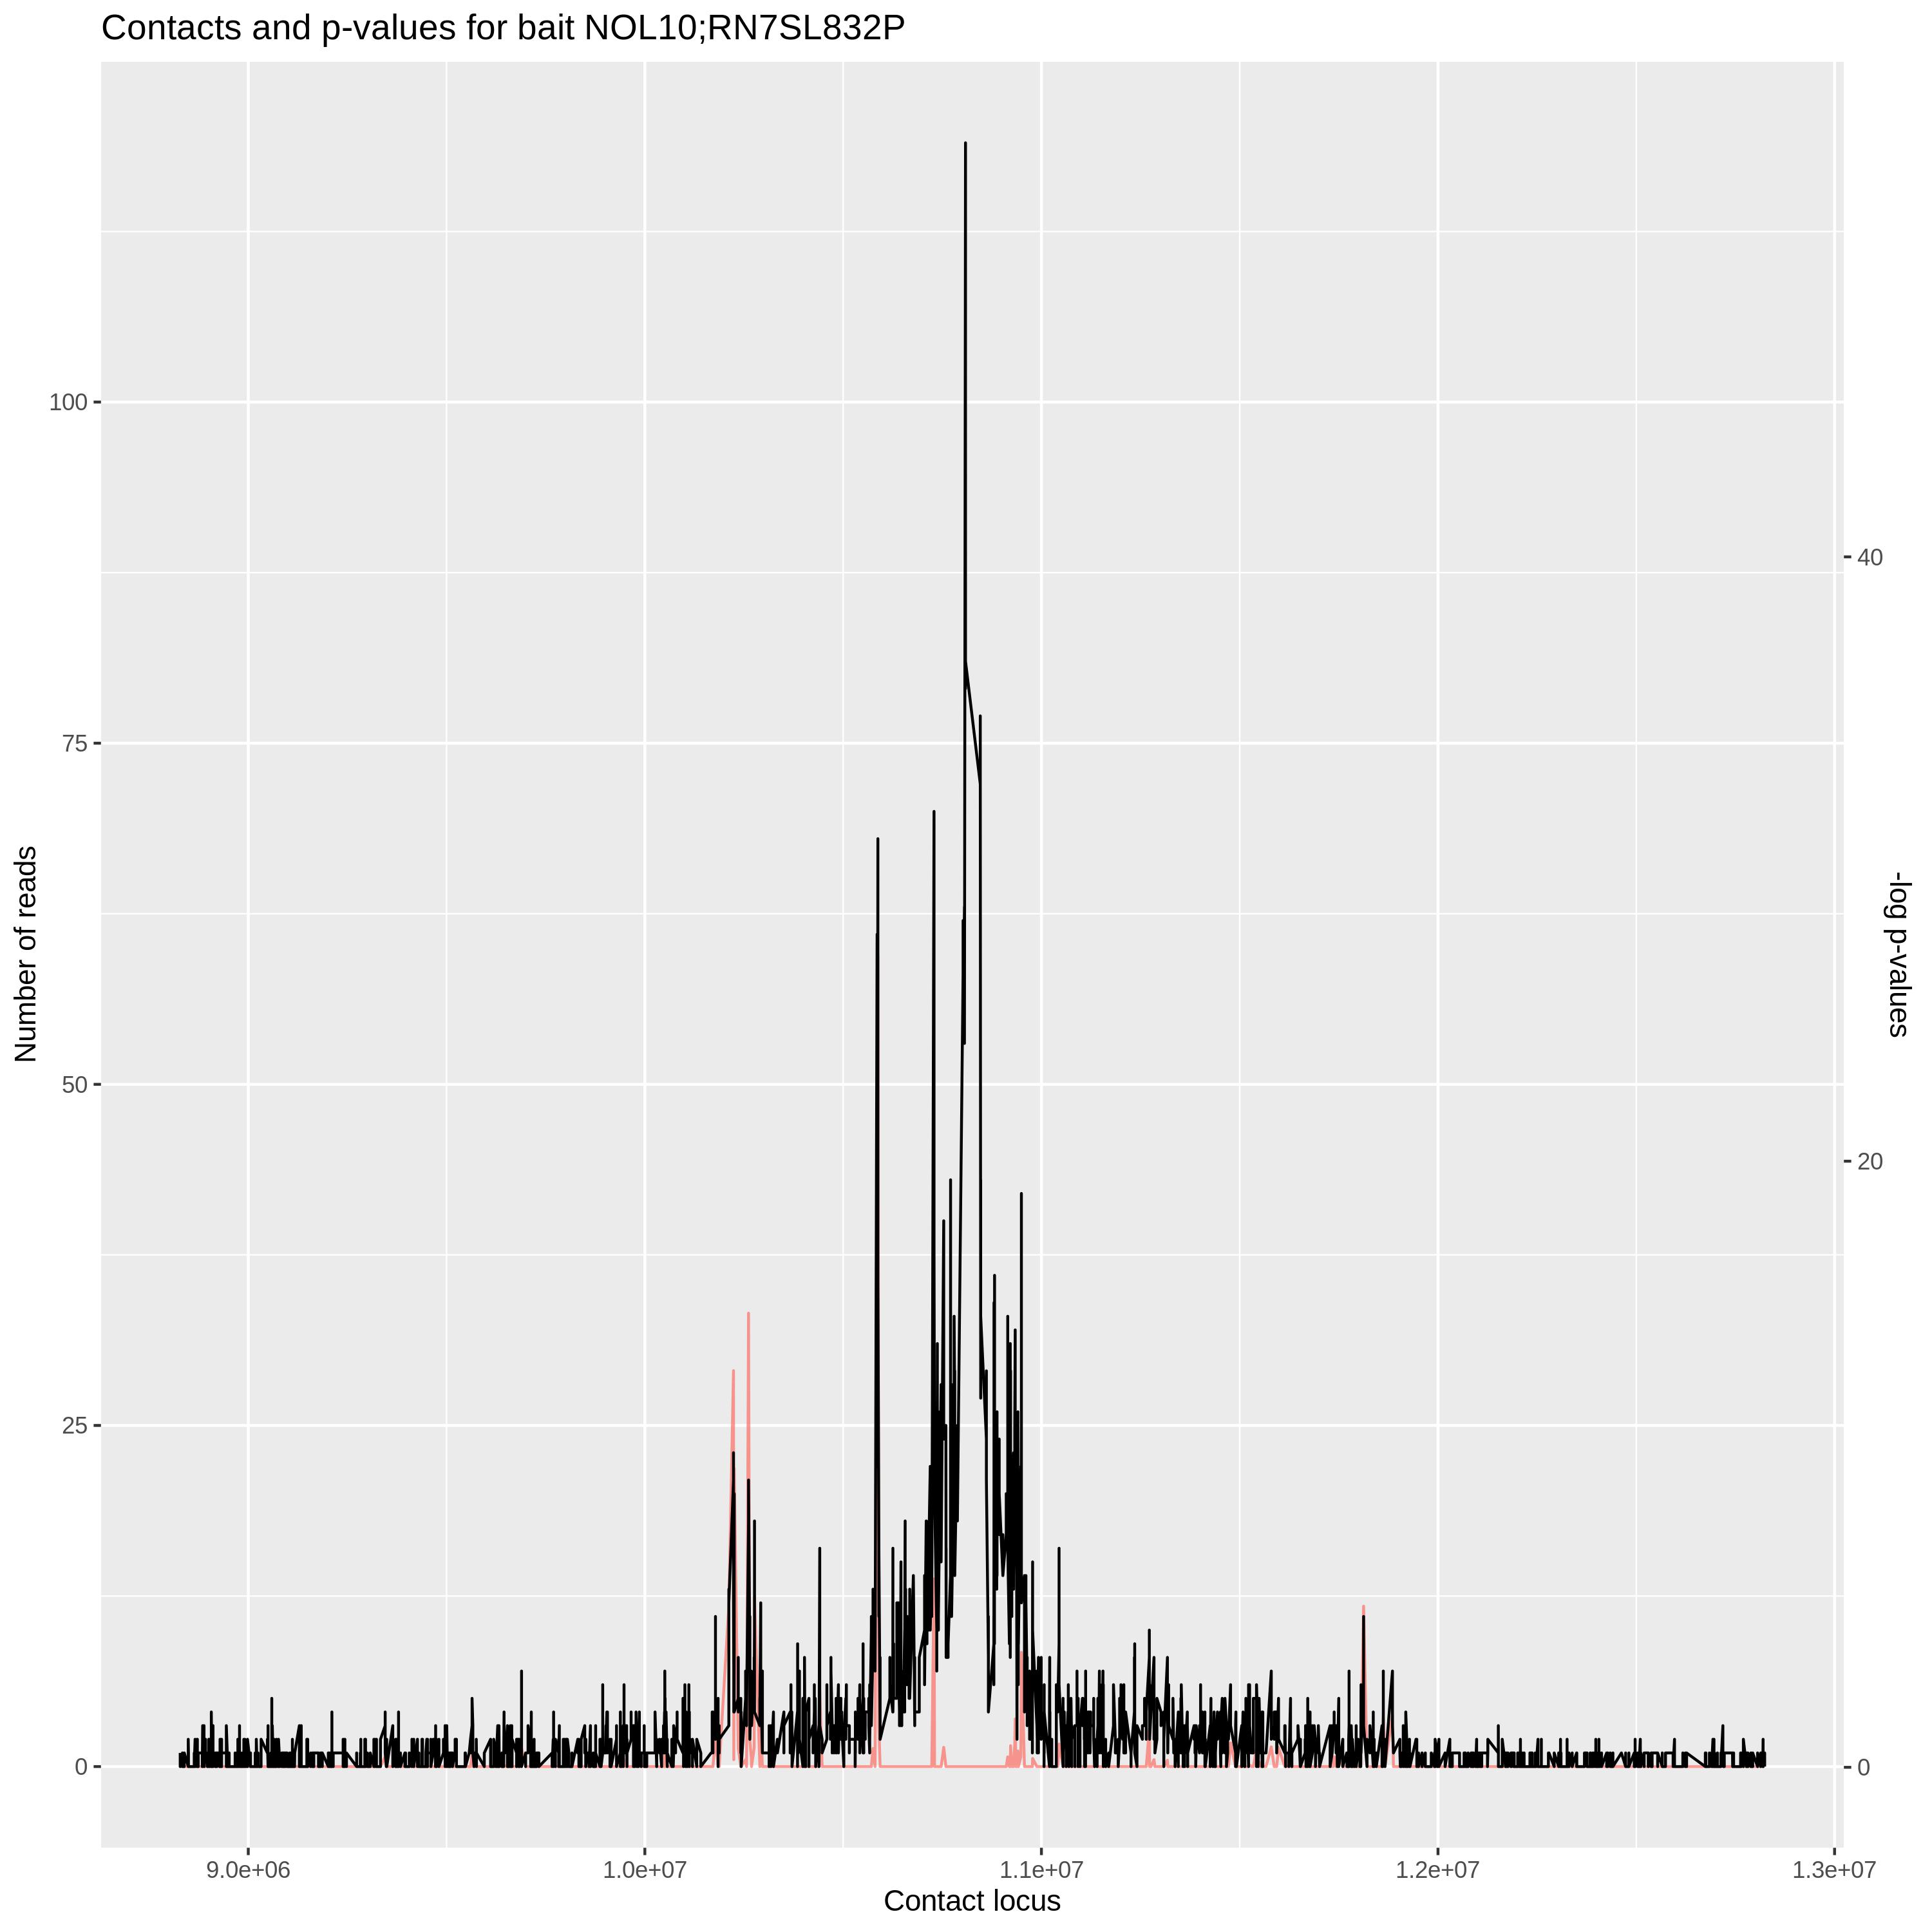 Contacts and p-values for bait NOL10;RN7SL832P
100
75
50
25
0
Number of reads
40
20
0
-log p-values
9.0e+06 1.0e+07 1.1e+07 1.2e+07 1.3e+07
Contact locus